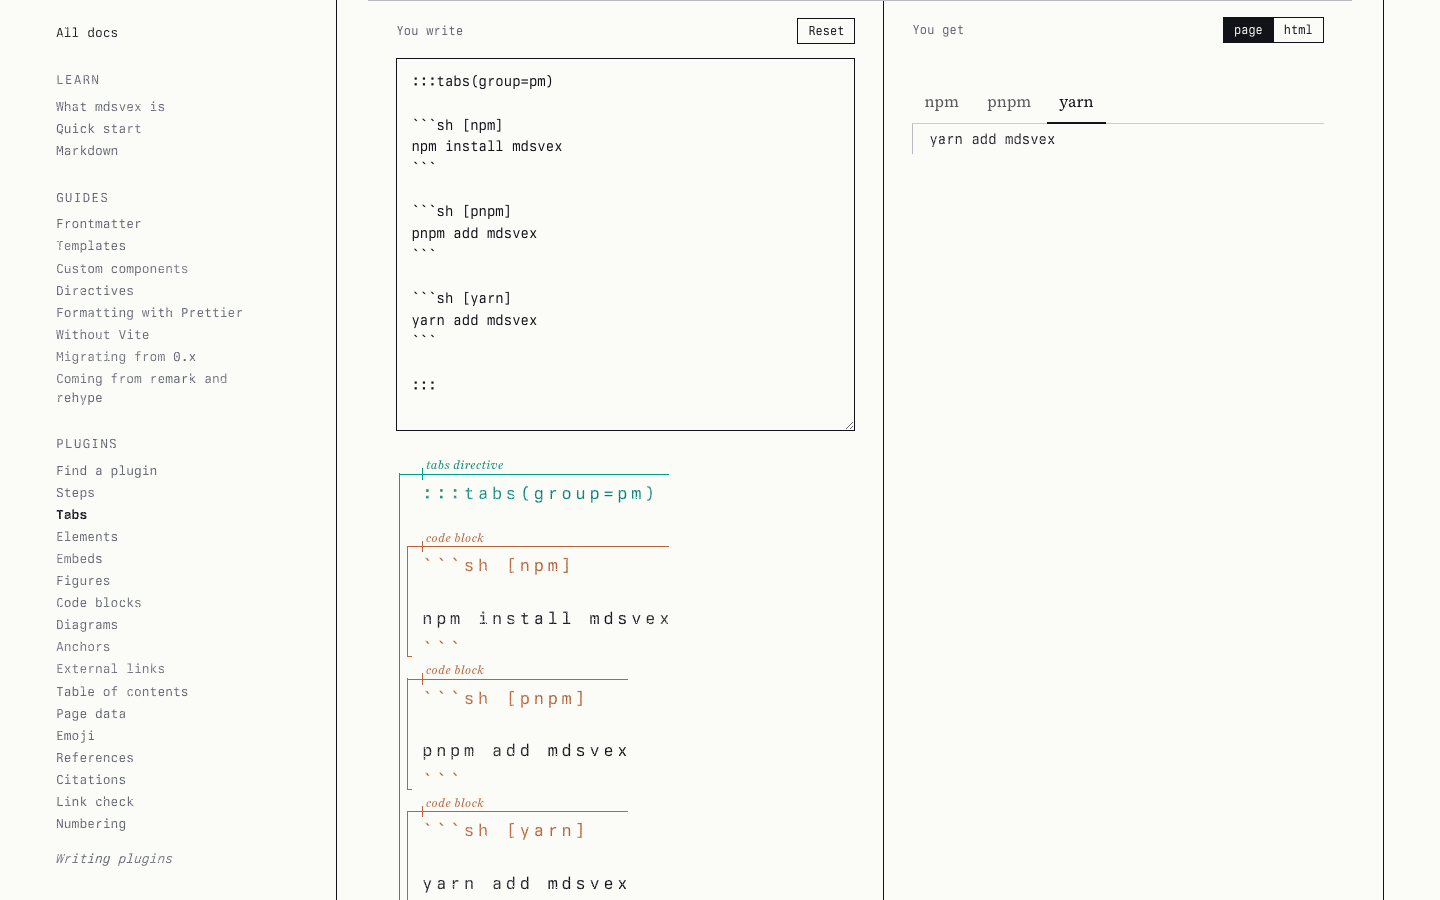 All docs
LEARN
What mdsvex is
Quick start
Markdown
GUIDES
Frontmatter
Templates
Custom components
Directives
Formatting with Prettier
Without Vite
Migrating from 0.x
Coming from remark and
rehype
PLUGINS
Find a plugin
Steps
Tabs
Elements
Embeds
Figures
Code blocks
Diagrams
Anchors
External links
Table of contents
Page data
Emoji
References
Citations
Link check
Numbering
Writing plugins
You write
Reset
:::tabs(group=pm)
```sh [npm]
npm install mdsvex
```
```sh [pnpm]
pnpm add mdsvex
```
```sh [yarn]
yarn add mdsvex
```
:::
tabs directive
:::tabs(group=pm)
code block
```sh [npm]
npm install mdsvex
```
code block
```sh [pnpm]
pnpm add mdsvex
```
code block
```sh [yarn]
yarn add mdsvex
You get
page html
npm pnpm yarn
yarn add mdsvex